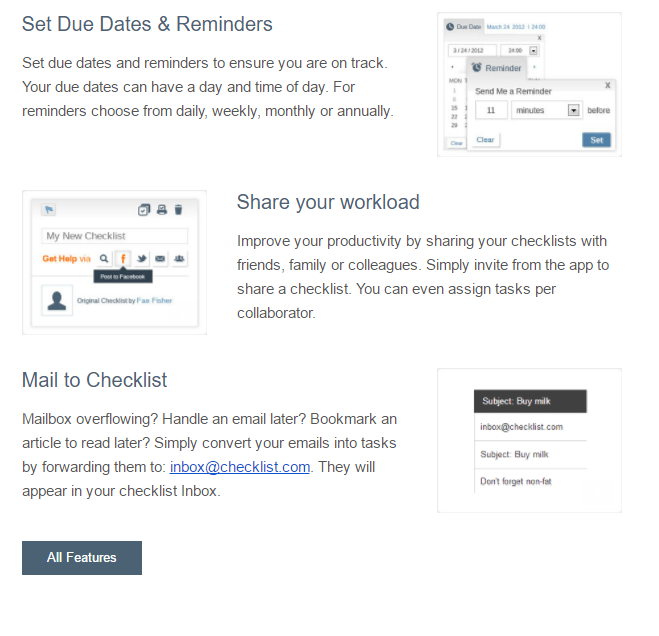 Set Due Dates & Reminders
Set due dates and reminders to ensure you are on track.
Your due dates can have a day and time of day. For
reminders choose from daily, weekly, monthly or annually.
Due Date March 24 2012 | 24:00
X
3 / 24 / 2012 24:00
Reminder
MON
X
Send Me a Reminder
11 minutes before
Clear Set
Clear
Share your workload
Improve your productivity by sharing your checklists with
friends, family or colleagues. Simply invite from the app to
share a checklist. You can even assign tasks per
collaborator.
My New Checklist
Get Help via
Post to Facebook
Original Checklist by Fae Fisher
Mail to Checklist
Mailbox overflowing? Handle an email later? Bookmark an
article to read later? Simply convert your emails into tasks
by forwarding them to: inbox@checklist.com. They will
appear in your checklist Inbox.
Subject: Buy milk
inbox@checklist.com
Subject: Buy milk
Don't forget non-fat
All Features